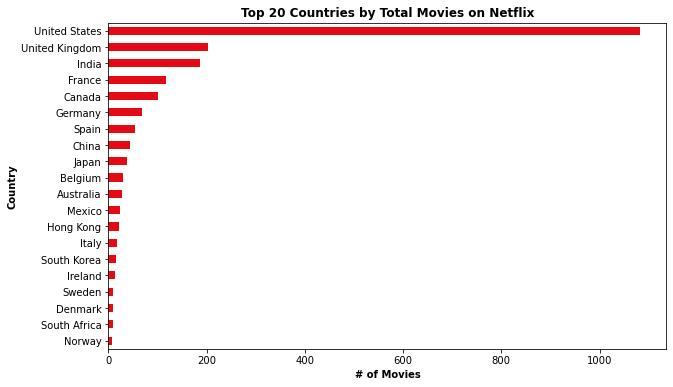 Top 20 Countries by Total Movies on Netflix
United States
United Kingdom
India
France
Canada
Germany
Spain
China
Japan
Belgium
Australia
Mexico
Hong Kong
Italy
South Korea
Ireland
Sweden
Denmark
South Africa
Norway
Country
0 200 400 600 800 1000
# of Movies